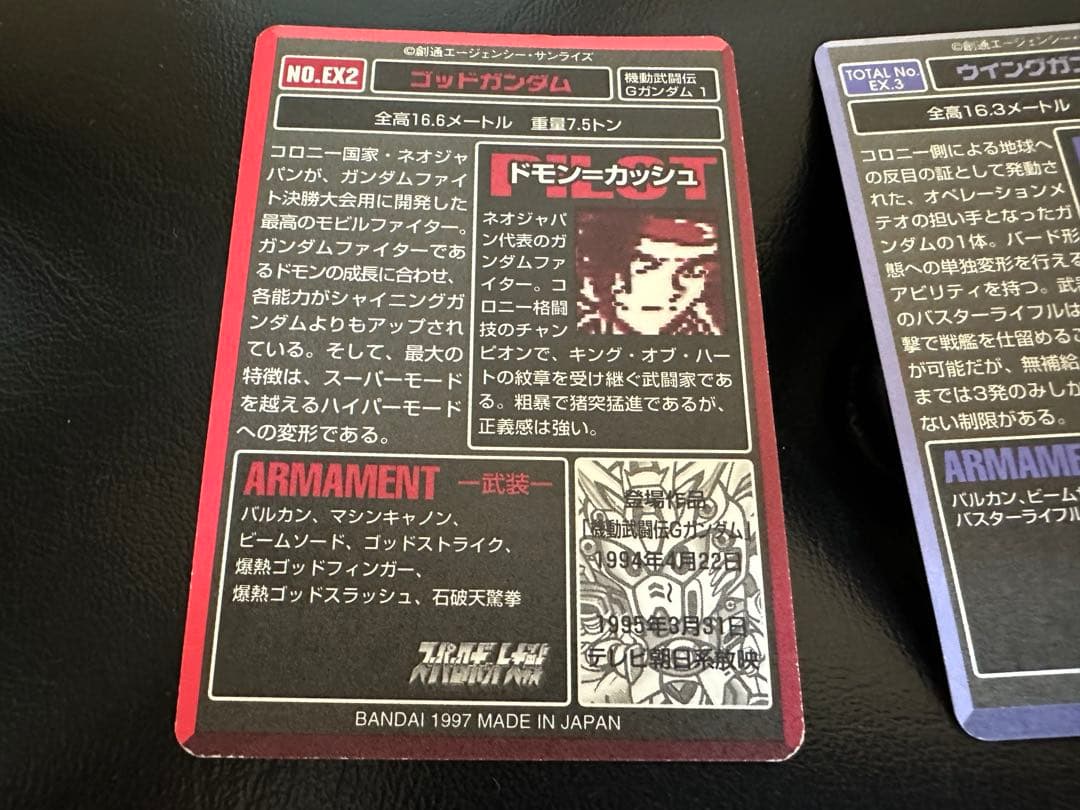 ©創通エージェンシー・サンライズ
NO.EX2
ゴッドガンダム
機動武闘伝
Gガンダム 1
全高16.6メートル 重量7.5トン
コロニー国家・ネオジャ
パンが、ガンダムファイ
ト決勝大会用に開発した
最高のモビルファイター。
ガンダムファイターであ
るドモンの成長に合わせ、
各能力がシャイニングガ
ンダムよりもアップされ
ている。そして、最大の
特徴は、スーパーモード
を越えるハイパーモード
への変形である。
PILOT
ドモン=カッシュ
ネオジャパ
ン代表のガ
ンダムファ
イター。コ
ロニー格闘
技のチャン
ピオンで、キング・オブ・ハー
トの紋章を受け継ぐ武闘家であ
る。粗暴で猪突猛進であるが、
正義感は強い。
ARMAMENT ー武装ー
バルカン、マシンキャノン、
ビームソード、ゴッドストライク、
爆熱ゴッドフィンガー、
爆熱ゴッドスラッシュ、石破天驚拳
登場作品
「機動武闘伝Gガンダム」
1994年4月22日
~
1995年3月31日
テレビ朝日系放映
BANDAI 1997 MADE IN JAPAN
©創通エージェンシー・
TOTAL No.
EX.3
ウイングガン
全高16.3メートル
コロニー側による地球へ
の反目の証として発動さ
れた、オペレーションメ
テオの担い手となったガ
ンダムの1体。バード形
態への単独変形を行える
アビリティを持つ。武装
のバスターライフルは
撃で戦艦を仕留めるこ
が可能だが、無補給
までは3発のみしか
ない制限がある。
ARMAME
バルカン、ビーム
バスターライフル